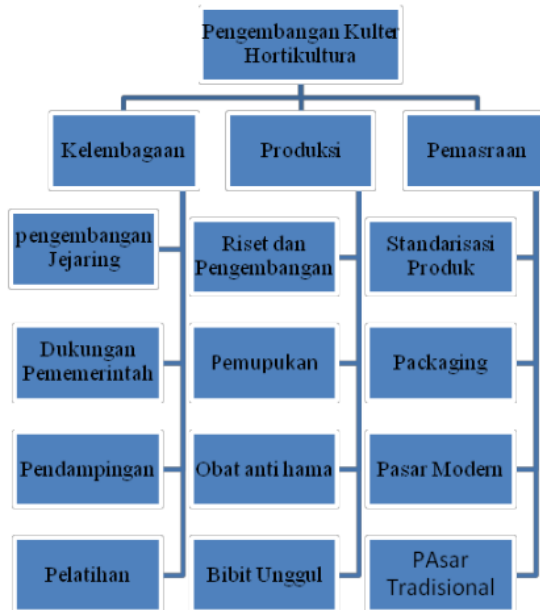 Pengembangan Kulter
Hortikultura
Kelembagaan
Produksi
Pemasraan
pengembangan
Jejaring
Riset dan
Pengembangan
Standarisasi
Produk
Dukungan
Pememerintah
Pemupukan
Packaging
Pendampingan
Obat anti hama
Pasar Modern
Pelatihan
Bibit Unggul
PAsar
Tradisional